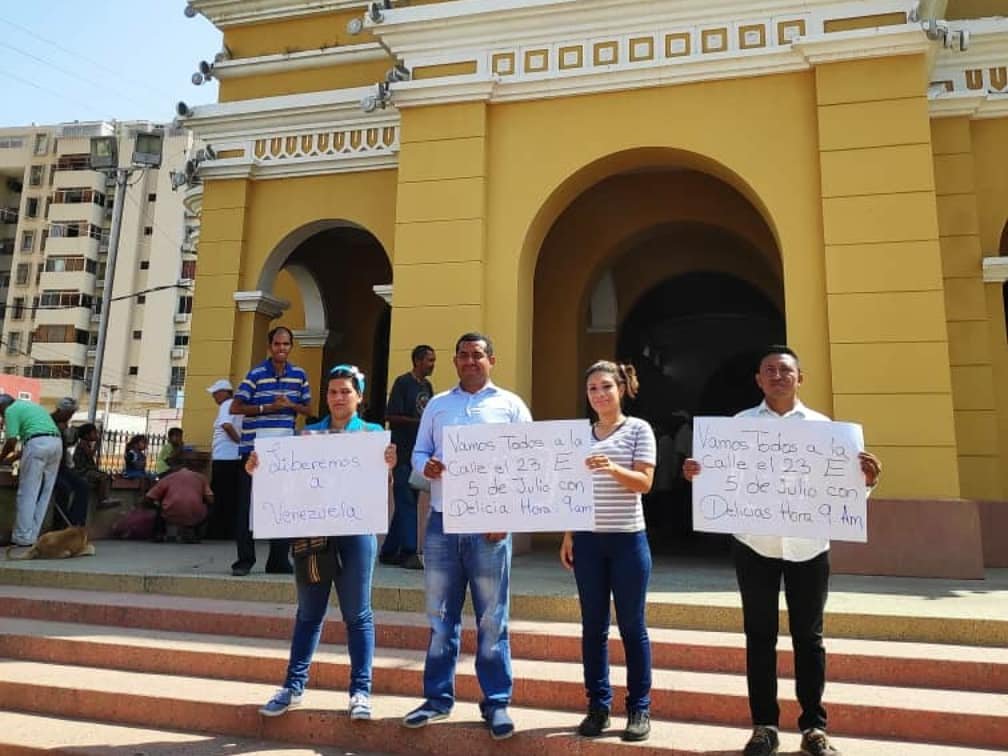 Liberemos
a
Venezuela
Vamos Todos a la
Calle el 23 E
5 de Julio con
Delicia Hora 9am
Vamos Todos a la
Calle el 23 E
5 de Julio con
Delicias Hora 9 Am